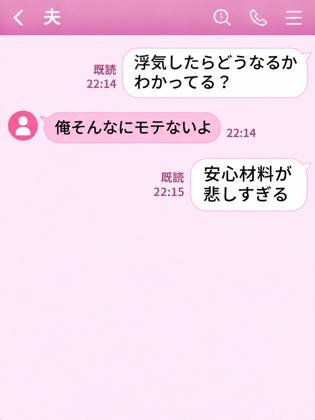 夫
浮気したらどうなるか
わかってる？
既読
22:14
俺そんなにモテないよ
22:14
安心材料が
悲しすぎる
既読
22:15